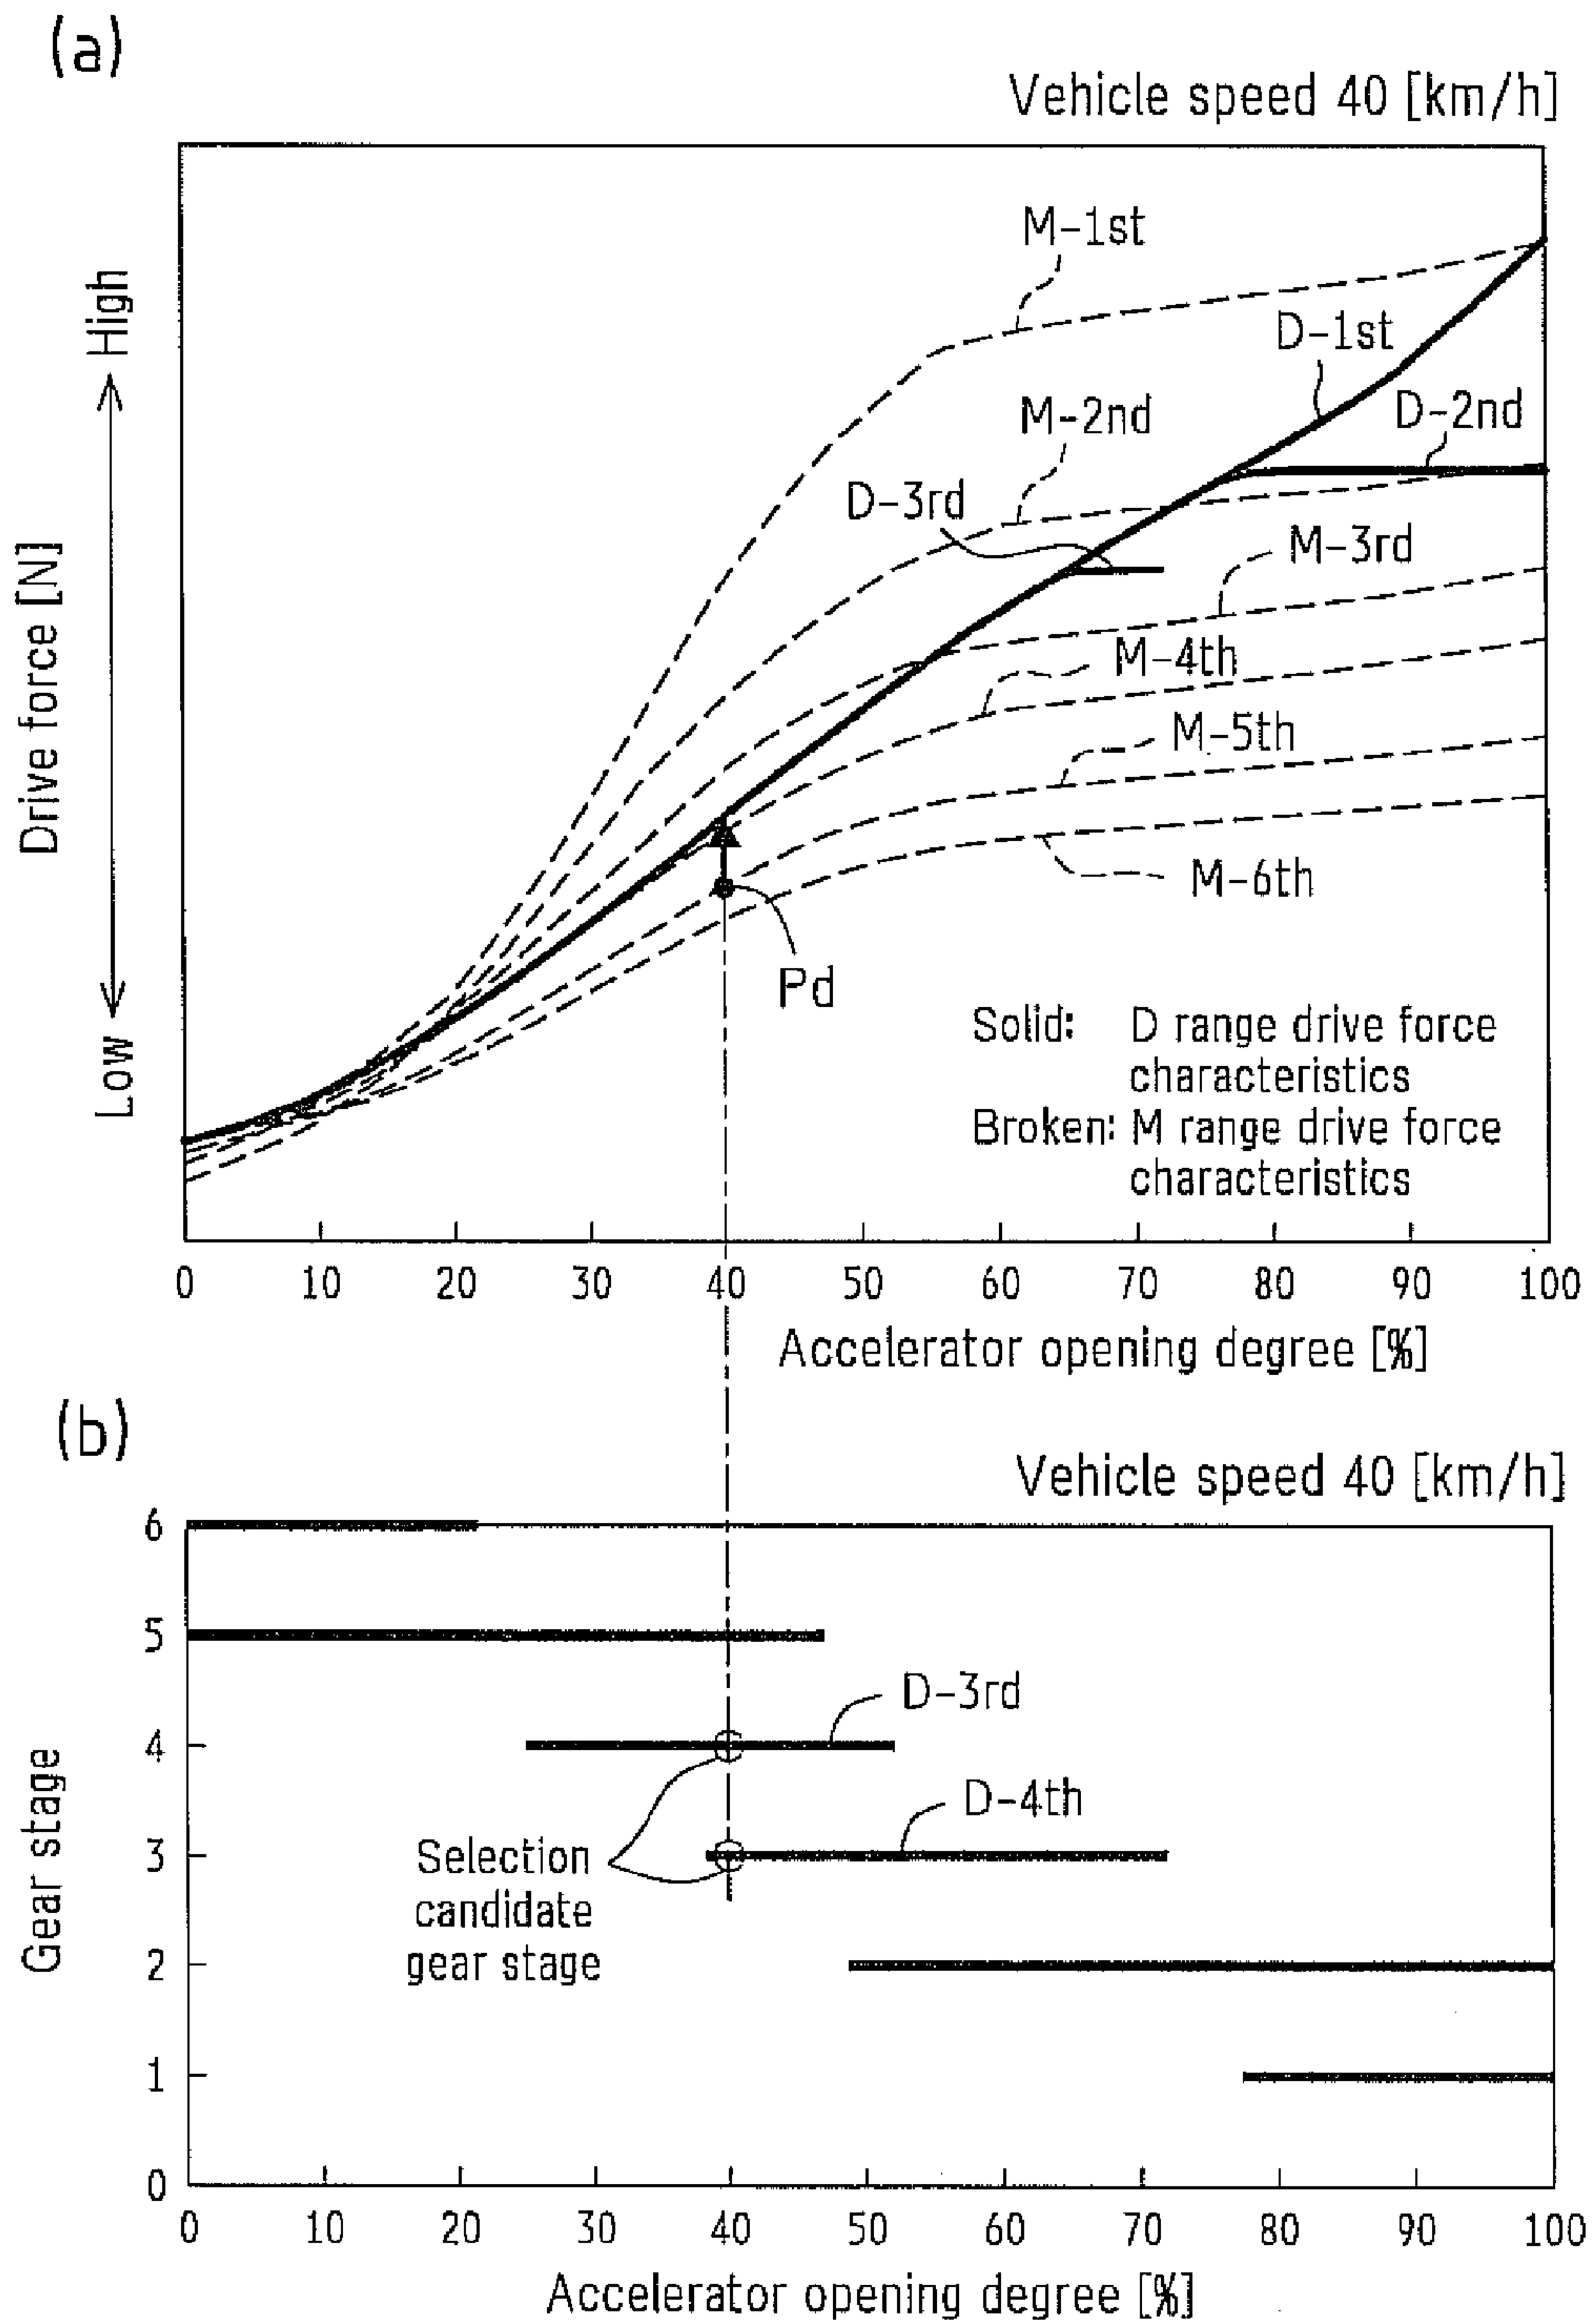 (a)
Vehicle speed 40 [km/h]
M-1st
D-1st
D-2nd
M-2nd
D-3rd
M-3rd
M-4th
M-5th
M-6th
Pd
High
Low
Drive force [N]
Solid: D range drive force
characteristics
Broken: M range drive force
characteristics
0 10 20 30 40 50 60 70 80 90 100
Accelerator opening degree [%]
(b)
Vehicle speed 40 [km/h]
6
5
D-3rd
4
D-4th
3
Selection
candidate
gear stage
2
1
0
Gear stage
0 10 20 30 40 50 60 70 80 90 100
Accelerator opening degree [%]